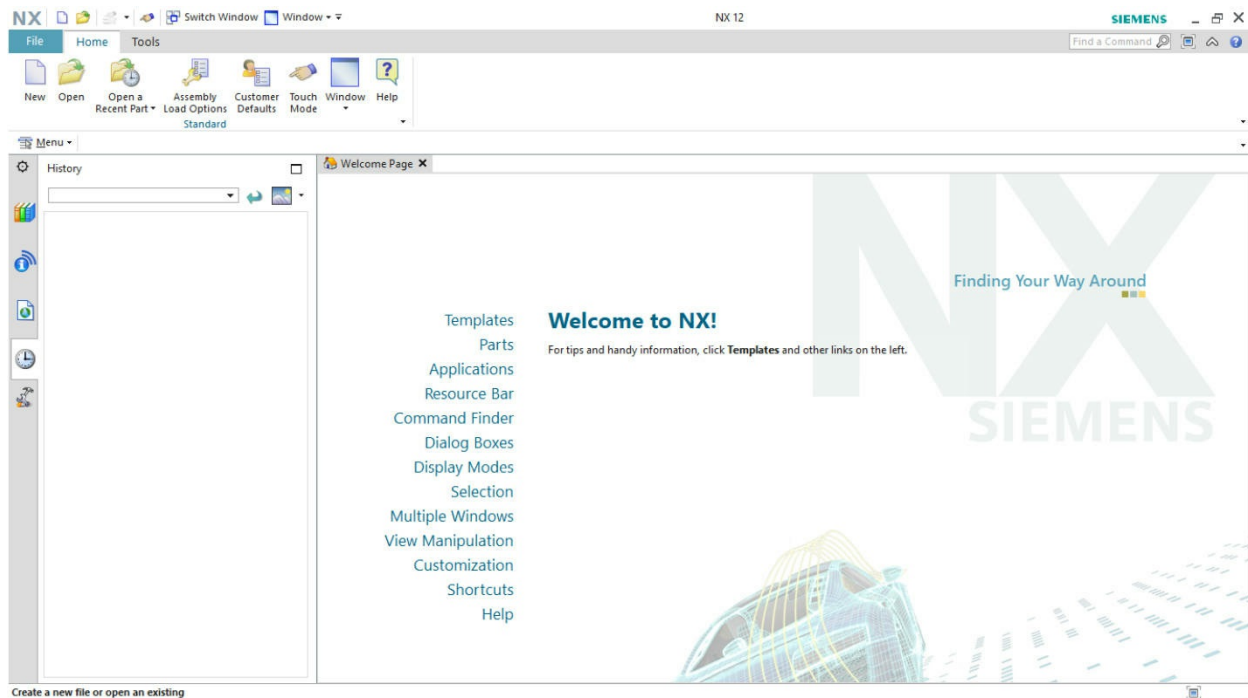 NX Switch Window Window NX 12 SIEMENS
File Home Tools Find a Command
New Open Open a Recent Part Assembly Load Options Customer Defaults Touch Mode Window Help
Standard
Menu
History Welcome Page
NX
SIEMENS
Finding Your Way Around
Templates
Parts
Applications
Resource Bar
Command Finder
Dialog Boxes
Display Modes
Selection
Multiple Windows
View Manipulation
Customization
Shortcuts
Help
Welcome to NX!
For tips and handy information, click Templates and other links on the left.
Create a new file or open an existing